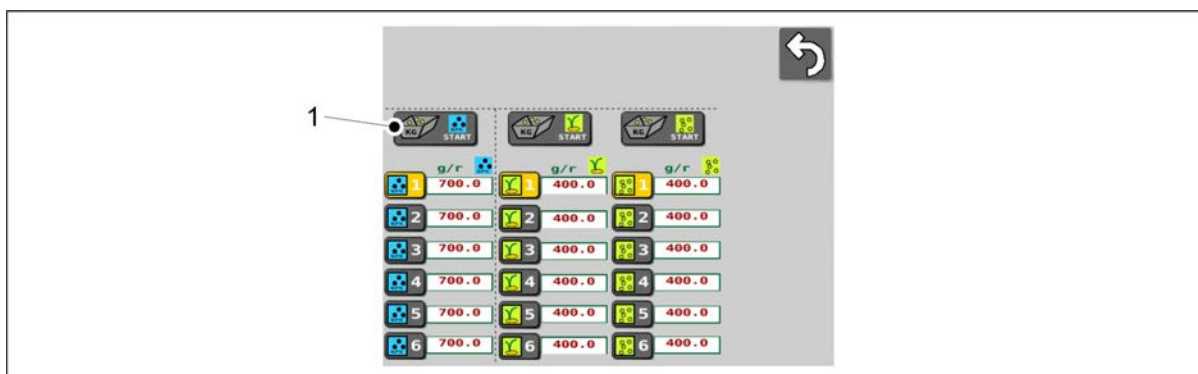 1
KG START KG START KG START
g/r g/r g/r
1 700.0 1 400.0 1 400.0
2 700.0 2 400.0 2 400.0
3 700.0 3 400.0 3 400.0
4 700.0 4 400.0 4 400.0
5 700.0 5 400.0 5 400.0
6 700.0 6 400.0 6 400.0